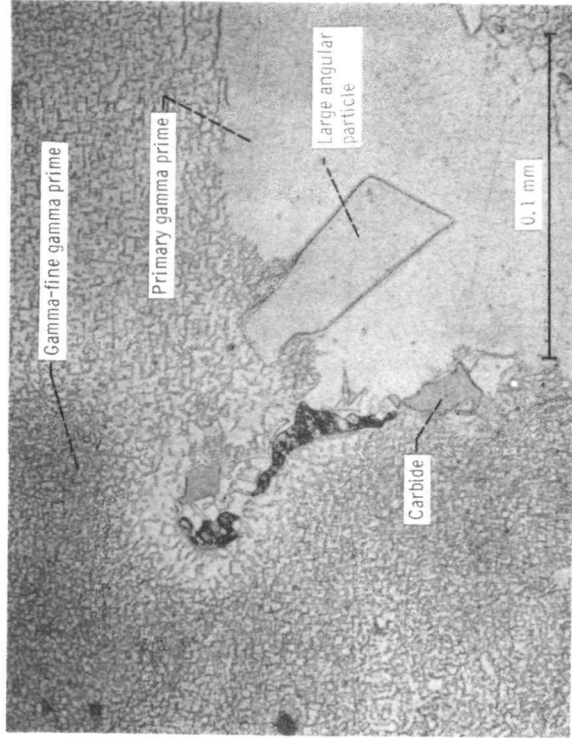 Gamma-fine gamma prime
Primary gamma prime
Large angular
particle
Carbide
0.1 mm